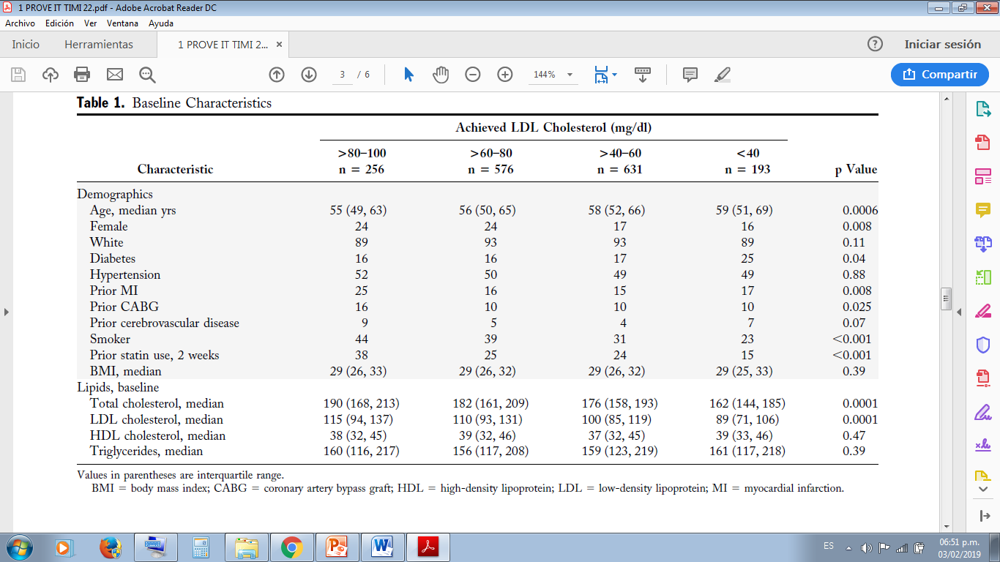 1 PROVE IT TIMI 22.pdf - Adobe Acrobat Reader DC
Archivo Edición Ver Ventana Ayuda
Inicio Herramientas 1 PROVE IT TIMI 2... × Iniciar sesión
3 / 6 144% Compartir
Table 1. Baseline Characteristics
Achieved LDL Cholesterol (mg/dl)
>80–100 >60–80 >40–60 <40
Characteristic n = 256 n = 576 n = 631 n = 193 p Value
Demographics
Age, median yrs 55 (49, 63) 56 (50, 65) 58 (52, 66) 59 (51, 69) 0.0006
Female 24 24 17 16 0.008
White 89 93 93 89 0.11
Diabetes 16 16 17 25 0.04
Hypertension 52 50 49 49 0.88
Prior MI 25 16 15 17 0.008
Prior CABG 16 10 10 10 0.025
Prior cerebrovascular disease 9 5 4 7 0.07
Smoker 44 39 31 23 <0.001
Prior statin use, 2 weeks 38 25 24 15 <0.001
BMI, median 29 (26, 33) 29 (26, 32) 29 (26, 32) 29 (25, 33) 0.39
Lipids, baseline
Total cholesterol, median 190 (168, 213) 182 (161, 209) 176 (158, 193) 162 (144, 185) 0.0001
LDL cholesterol, median 115 (94, 137) 110 (93, 131) 100 (85, 119) 89 (71, 106) 0.0001
HDL cholesterol, median 38 (32, 45) 39 (32, 46) 37 (32, 45) 39 (33, 46) 0.47
Triglycerides, median 160 (116, 217) 156 (117, 208) 159 (123, 219) 161 (117, 218) 0.39
Values in parentheses are interquartile range.
BMI = body mass index; CABG = coronary artery bypass graft; HDL = high-density lipoprotein; LDL = low-density lipoprotein; MI = myocardial infarction.
ES 06:51 p.m.
03/02/2019